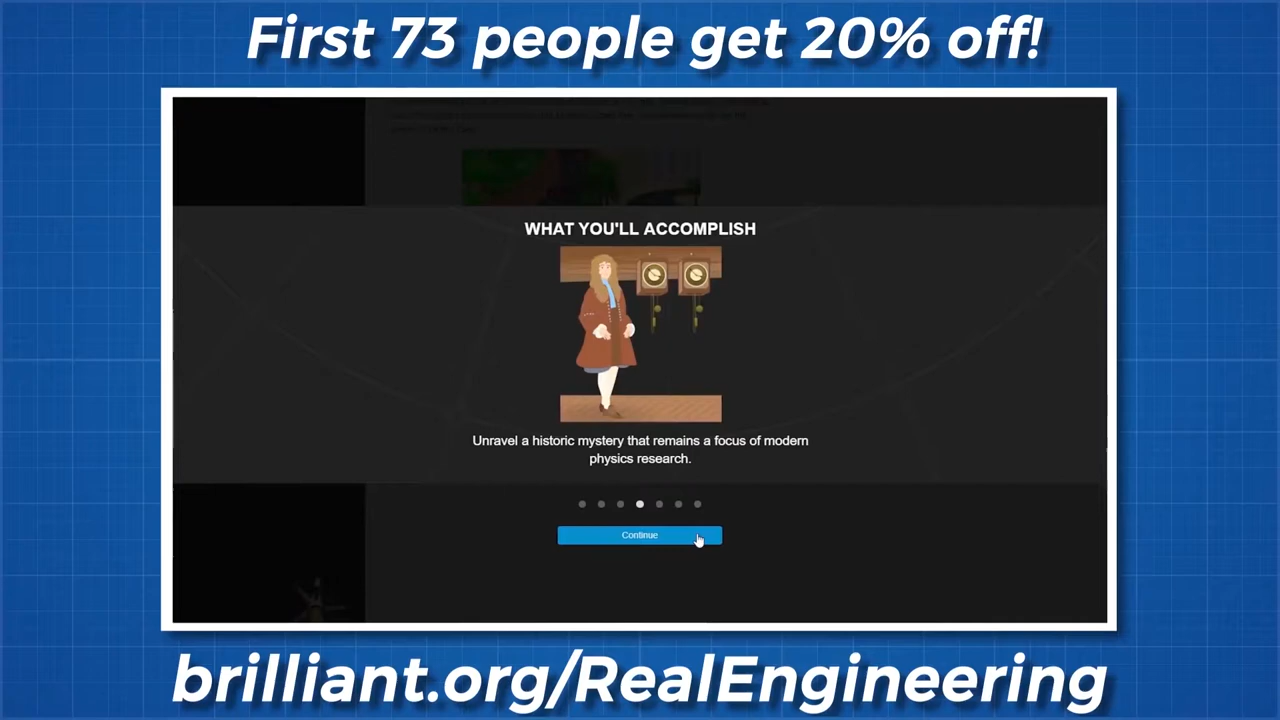 First 73 people get 20% off!
WHAT YOU'LL ACCOMPLISH
Unravel a historic mystery that remains a focus of modern
physics research.
Continue
brilliant.org/RealEngineering